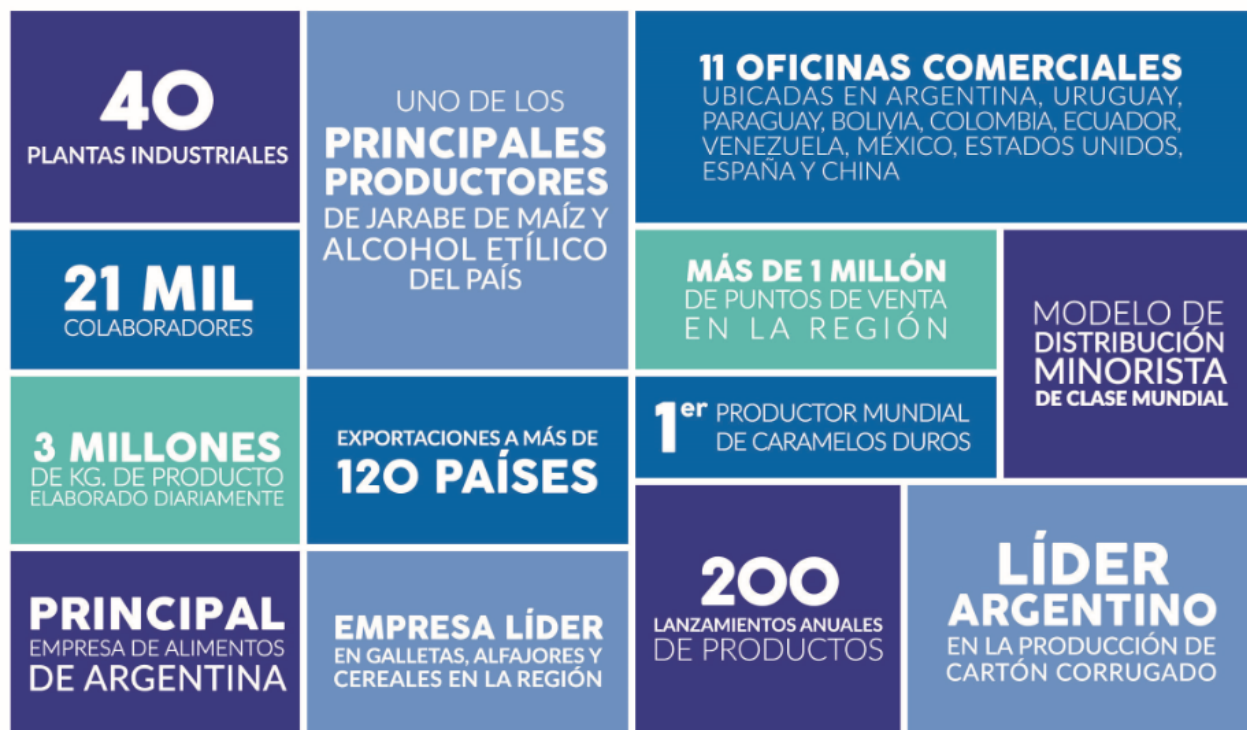 40
PLANTAS INDUSTRIALES
UNO DE LOS
PRINCIPALES
PRODUCTORES
DE JARABE DE MAÍZ Y
ALCOHOL ETÍLICO
DEL PAÍS
11 OFICINAS COMERCIALES
UBICADAS EN ARGENTINA, URUGUAY,
PARAGUAY, BOLIVIA, COLOMBIA, ECUADOR,
VENEZUELA, MÉXICO, ESTADOS UNIDOS,
ESPAÑA Y CHINA
21 MIL
COLABORADORES
MÁS DE 1 MILLÓN
DE PUNTOS DE VENTA
EN LA REGIÓN
MODELO DE
DISTRIBUCIÓN
MINORISTA
DE CLASE MUNDIAL
3 MILLONES
DE KG. DE PRODUCTO
ELABORADO DIARIAMENTE
EXPORTACIONES A MÁS DE
120 PAÍSES
1er PRODUCTOR MUNDIAL
DE CARAMELOS DUROS
PRINCIPAL
EMPRESA DE ALIMENTOS
DE ARGENTINA
EMPRESA LÍDER
EN GALLETAS, ALFAJORES Y
CEREALES EN LA REGIÓN
200
LANZAMIENTOS ANUALES
DE PRODUCTOS
LÍDER
ARGENTINO
EN LA PRODUCCIÓN DE
CARTÓN CORRUGADO